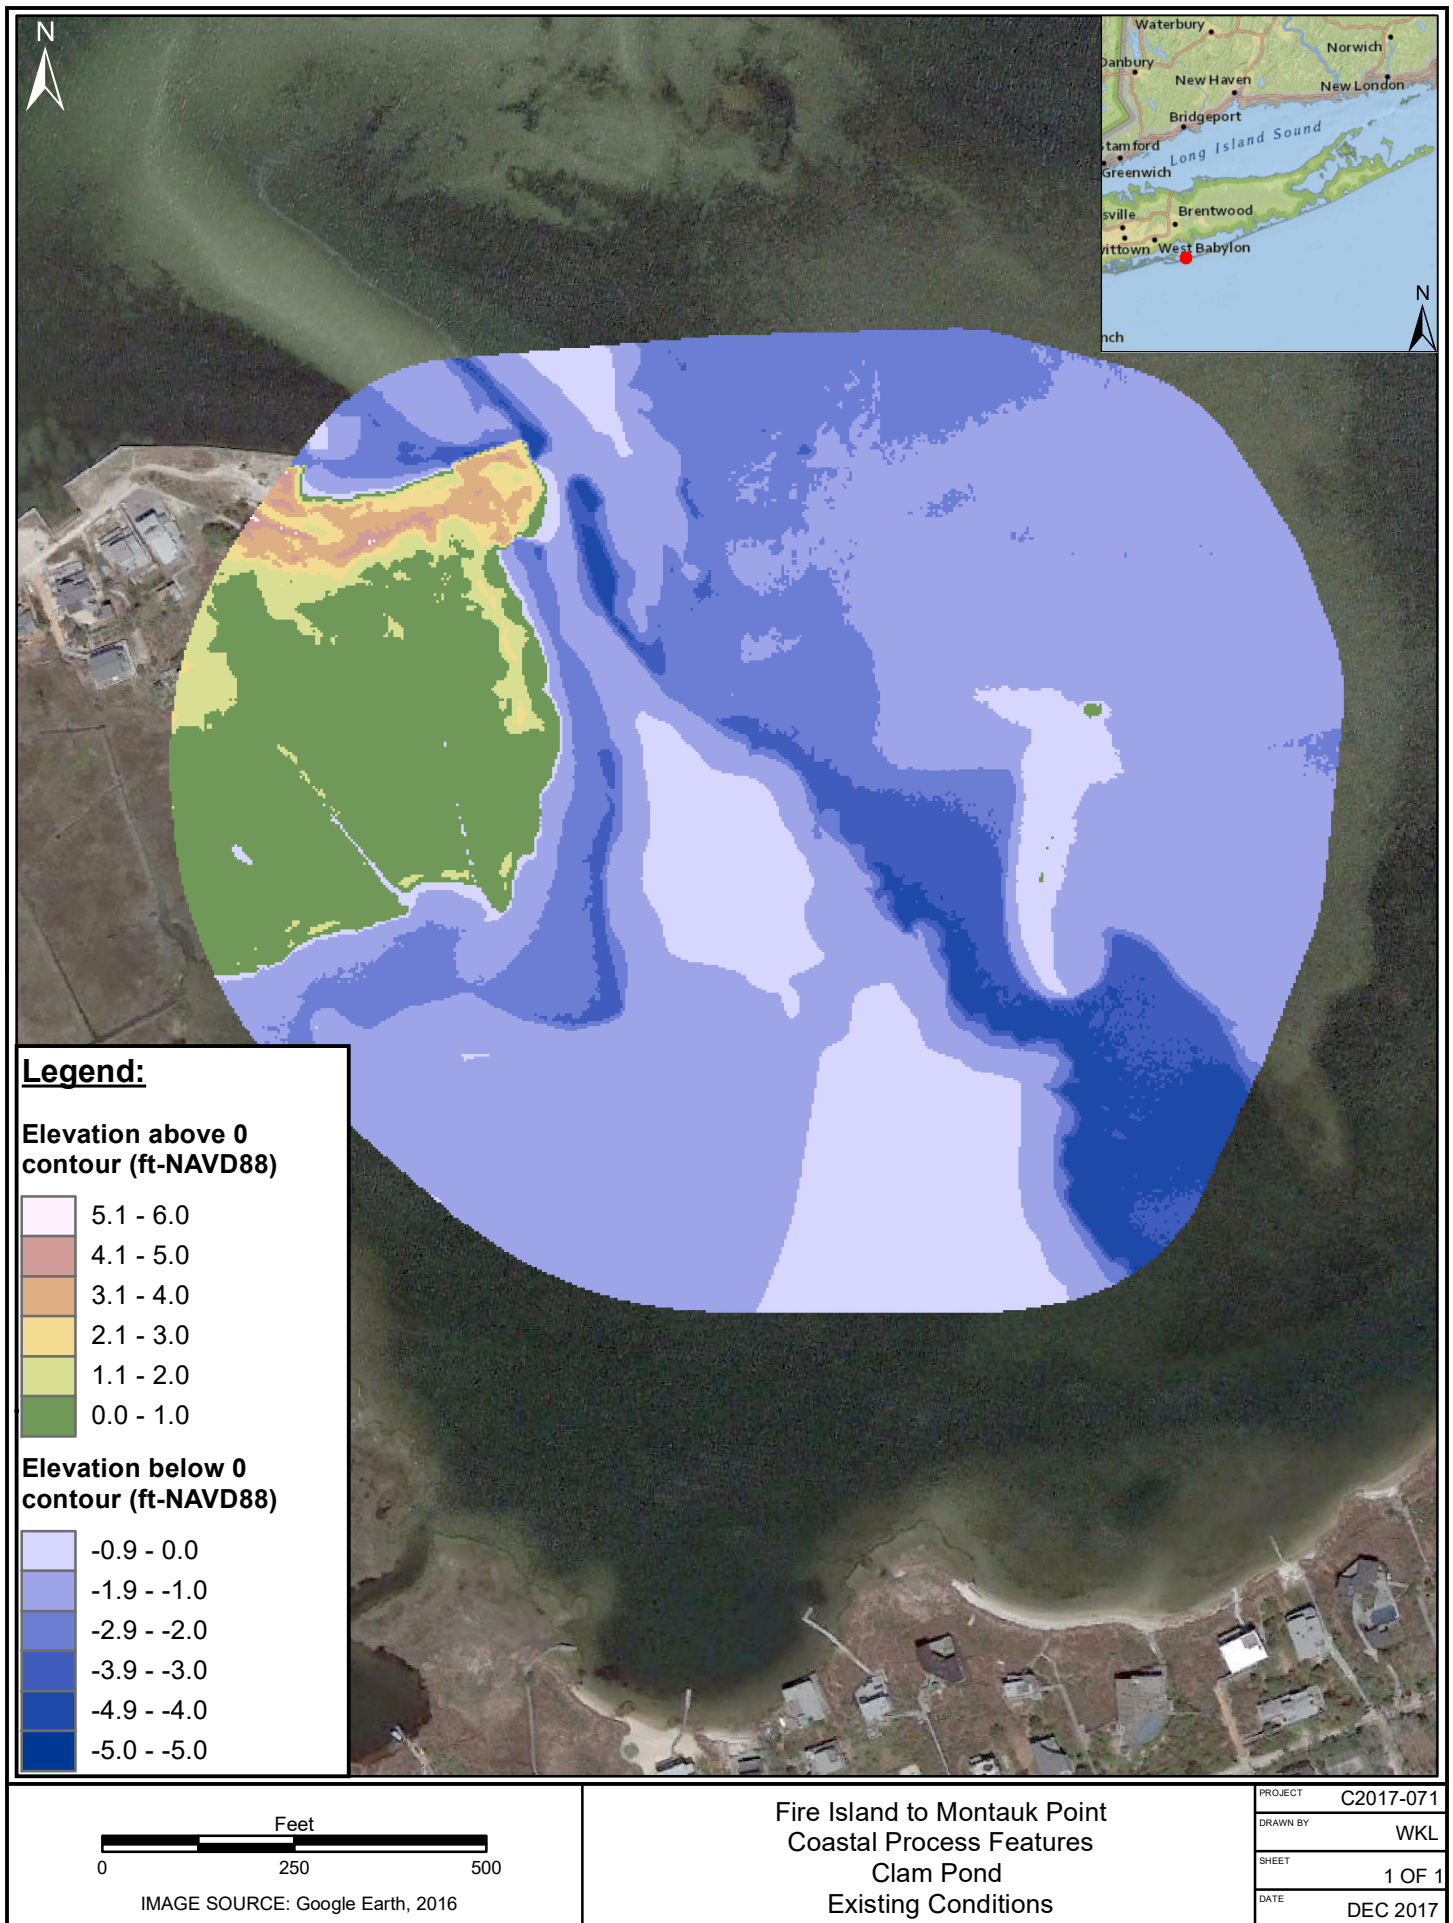 N
Waterbury
Norwich
Danbury
New Haven
New London
Bridgeport
Stamford
Long Island Sound
Greenwich
sville
Brentwood
vittown
West Babylon
N
nch
Legend:
Elevation above 0
contour (ft-NAVD88)
5.1 - 6.0
4.1 - 5.0
3.1 - 4.0
2.1 - 3.0
1.1 - 2.0
0.0 - 1.0
Elevation below 0
contour (ft-NAVD88)
-0.9 - 0.0
-1.9 - -1.0
-2.9 - -2.0
-3.9 - -3.0
-4.9 - -4.0
-5.0 - -5.0
Feet
0 250 500
IMAGE SOURCE: Google Earth, 2016
Fire Island to Montauk Point
Coastal Process Features
Clam Pond
Existing Conditions
PROJECT C2017-071
DRAWN BY WKL
SHEET 1 OF 1
DATE DEC 2017